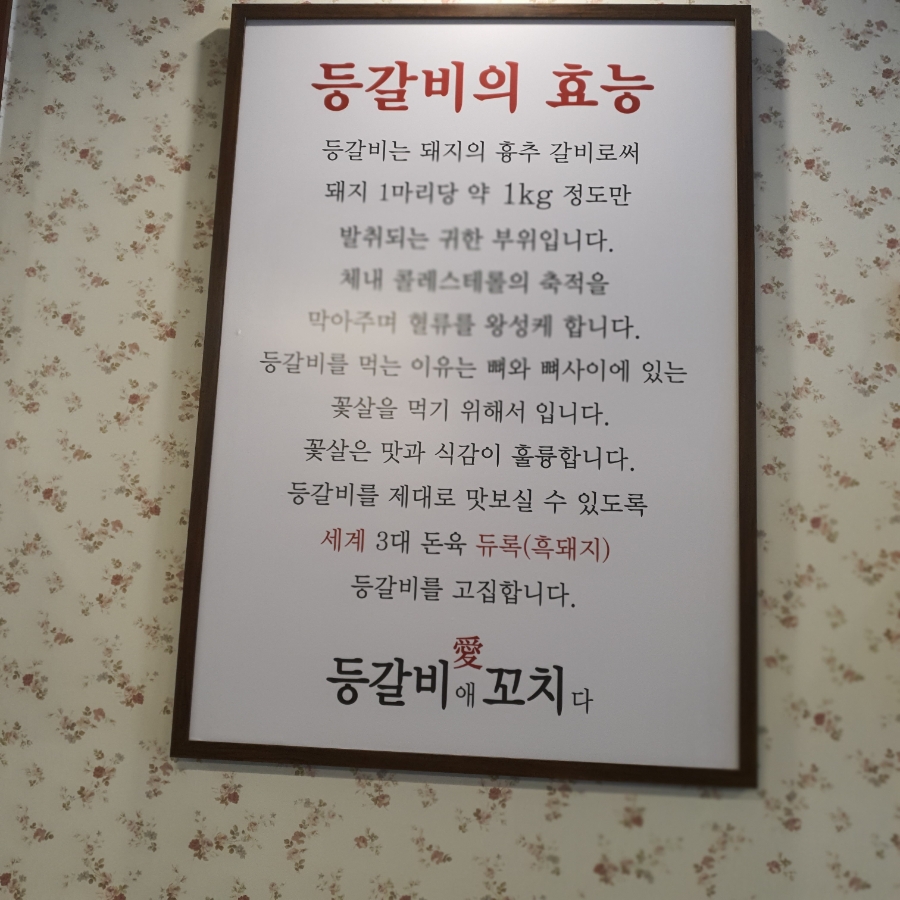 등갈비의 효능
등갈비는 돼지의 흉추 갈비로써
돼지 1마리당 약 1kg 정도만
발취되는 귀한 부위입니다.
체내 콜레스테롤의 축적을
막아주며 혈류를 왕성케 합니다.
등갈비를 먹는 이유는 뼈와 뼈사이에 있는
꽃살을 먹기 위해서 입니다.
꽃살은 맛과 식감이 훌륭합니다.
등갈비를 제대로 맛보실 수 있도록
세계 3대 돈육 듀록(흑돼지)
등갈비를 고집합니다.
愛
등갈비애꼬치다